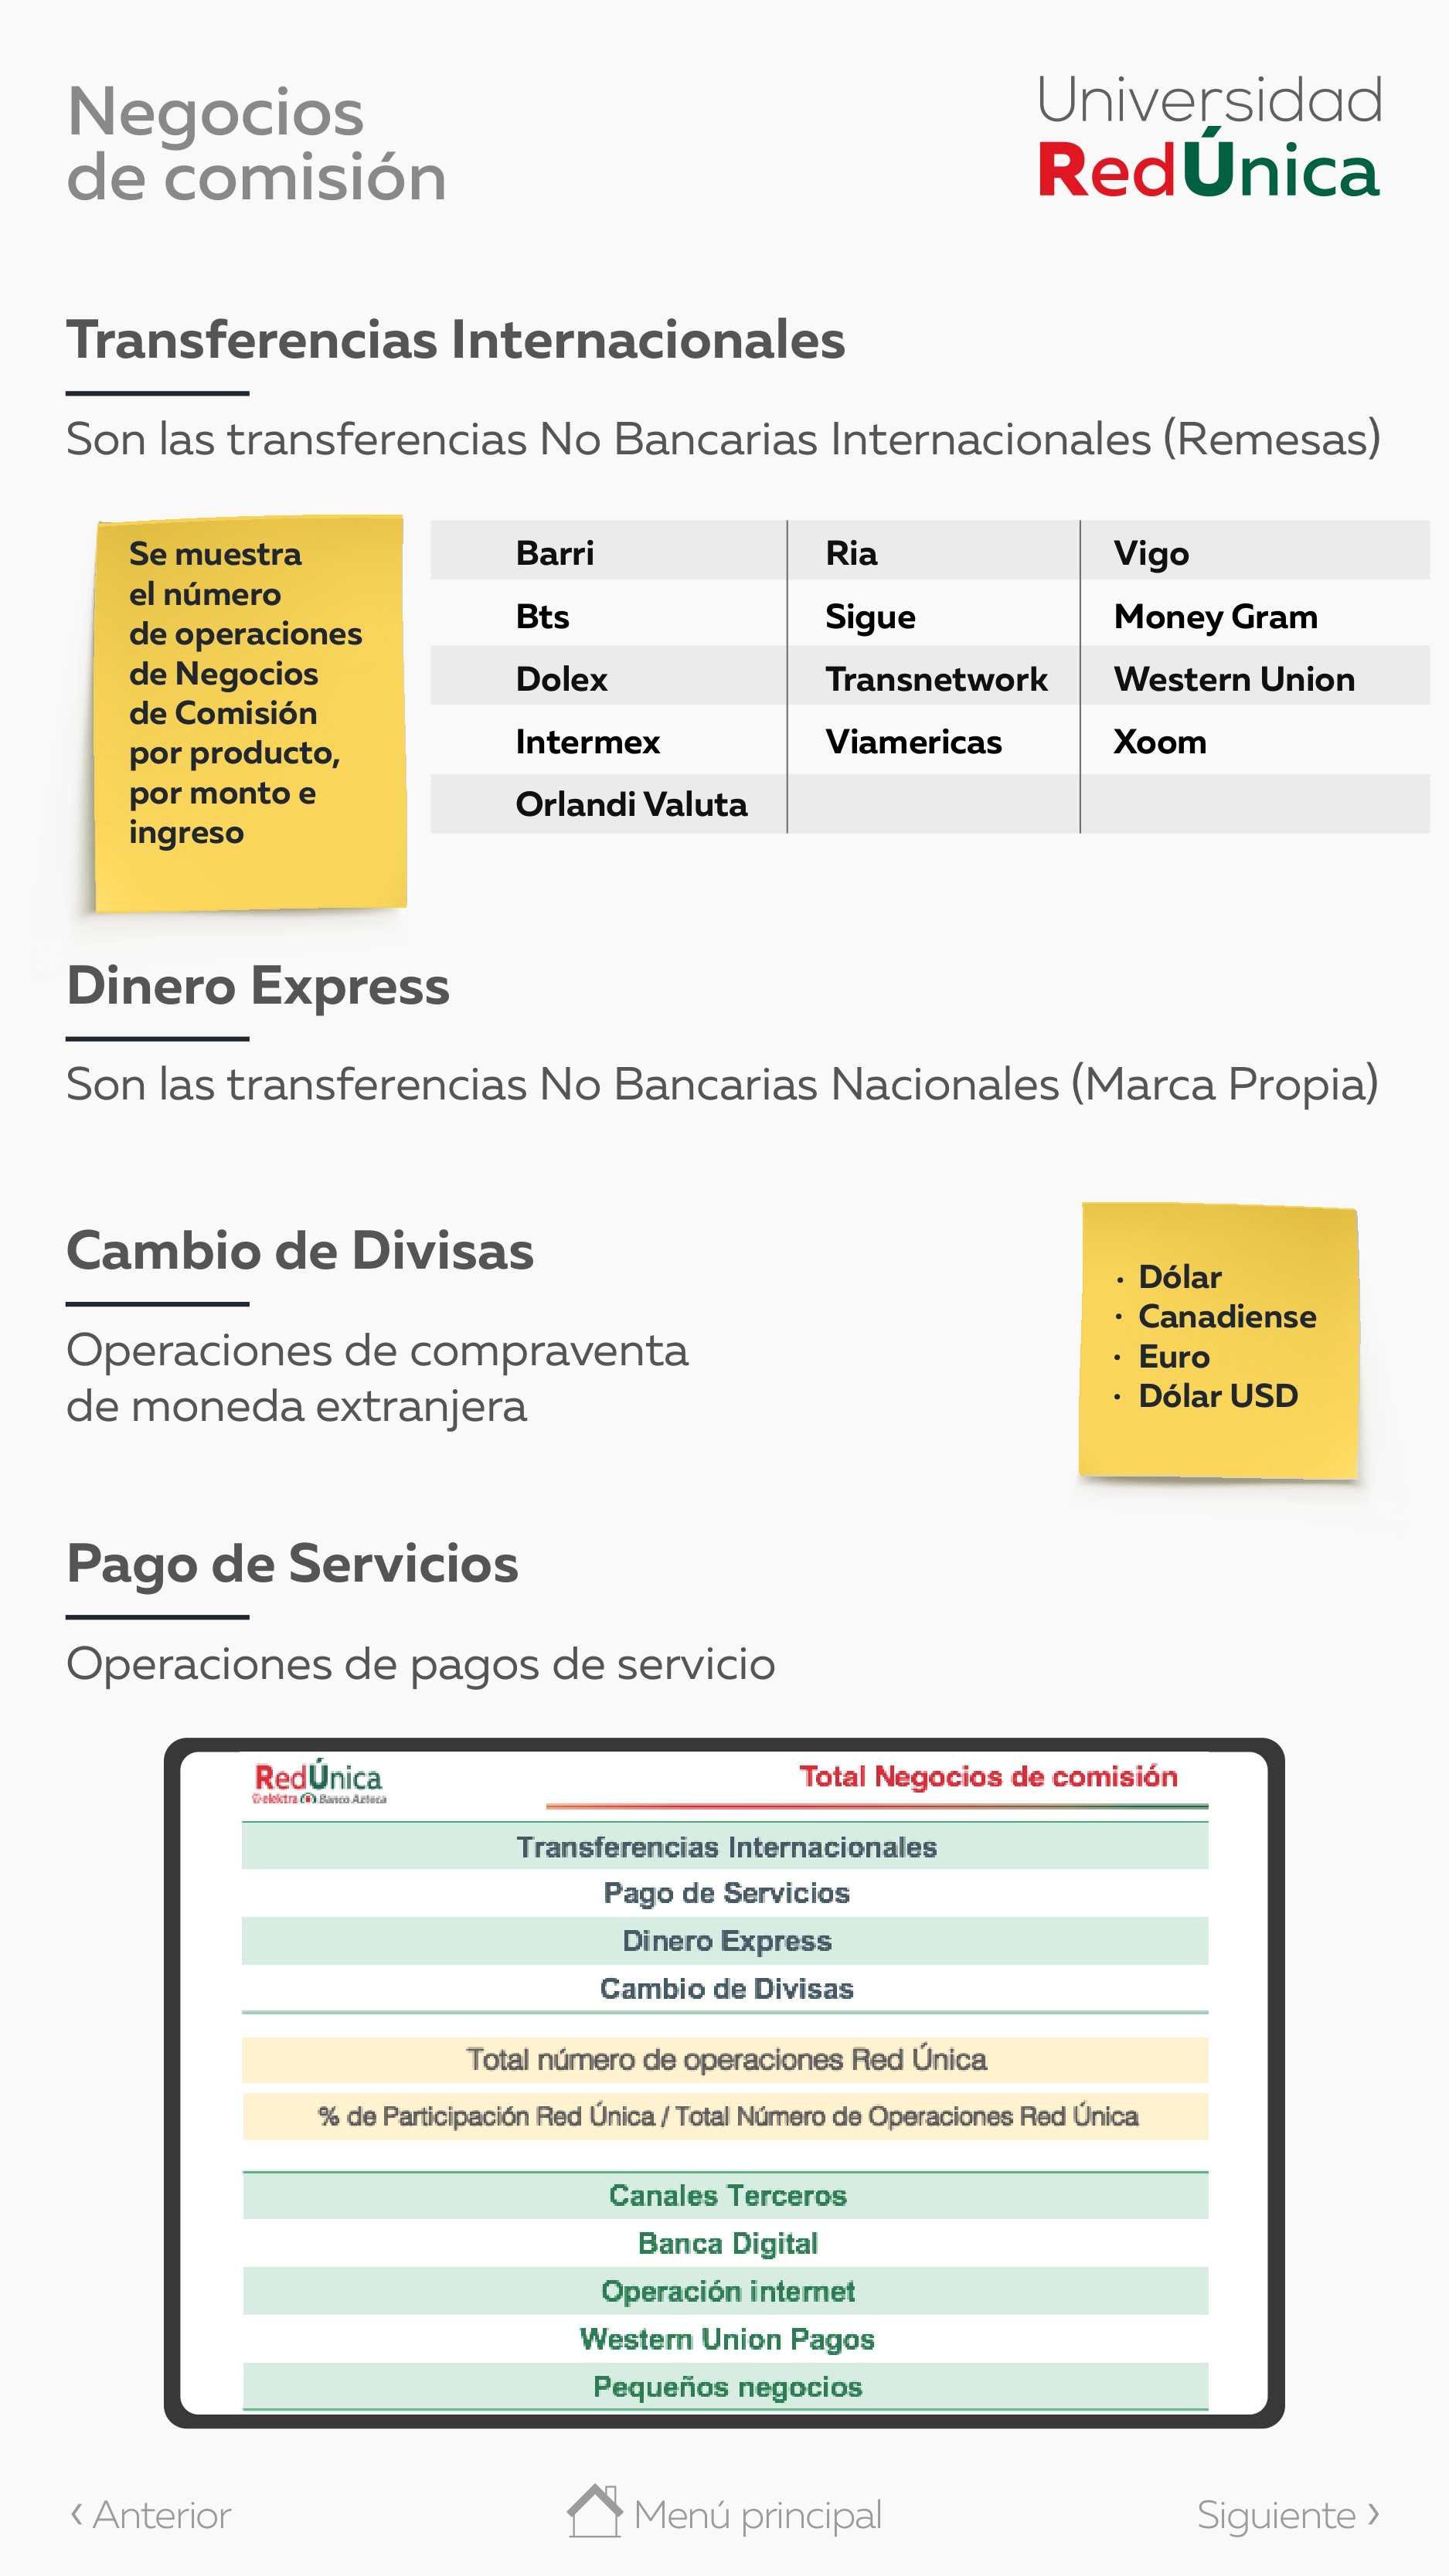 Negocios
de comisión
Universidad
RedÚnica
Transferencias Internacionales
Son las transferencias No Bancarias Internacionales (Remesas)
Se muestra
el número
de operaciones
de Negocios
de Comisión
por producto,
por monto e
ingreso
Barri Ria Vigo
Bts Sigue Money Gram
Dolex Transnetwork Western Union
Intermex Viamericas Xoom
Orlandi Valuta
Dinero Express
Son las transferencias No Bancarias Nacionales (Marca Propia)
Cambio de Divisas
Operaciones de compraventa
de moneda extranjera
· Dólar
· Canadiense
· Euro
· Dólar USD
Pago de Servicios
Operaciones de pagos de servicio
RedÚnica
elektra Banco Azteca
Total Negocios de comisión
Transferencias Internacionales
Pago de Servicios
Dinero Express
Cambio de Divisas
Total número de operaciones Red Única
% de Participación Red Única / Total Número de Operaciones Red Única
Canales Terceros
Banca Digital
Operación internet
Western Union Pagos
Pequeños negocios
‹ Anterior
Menú principal
Siguiente ›